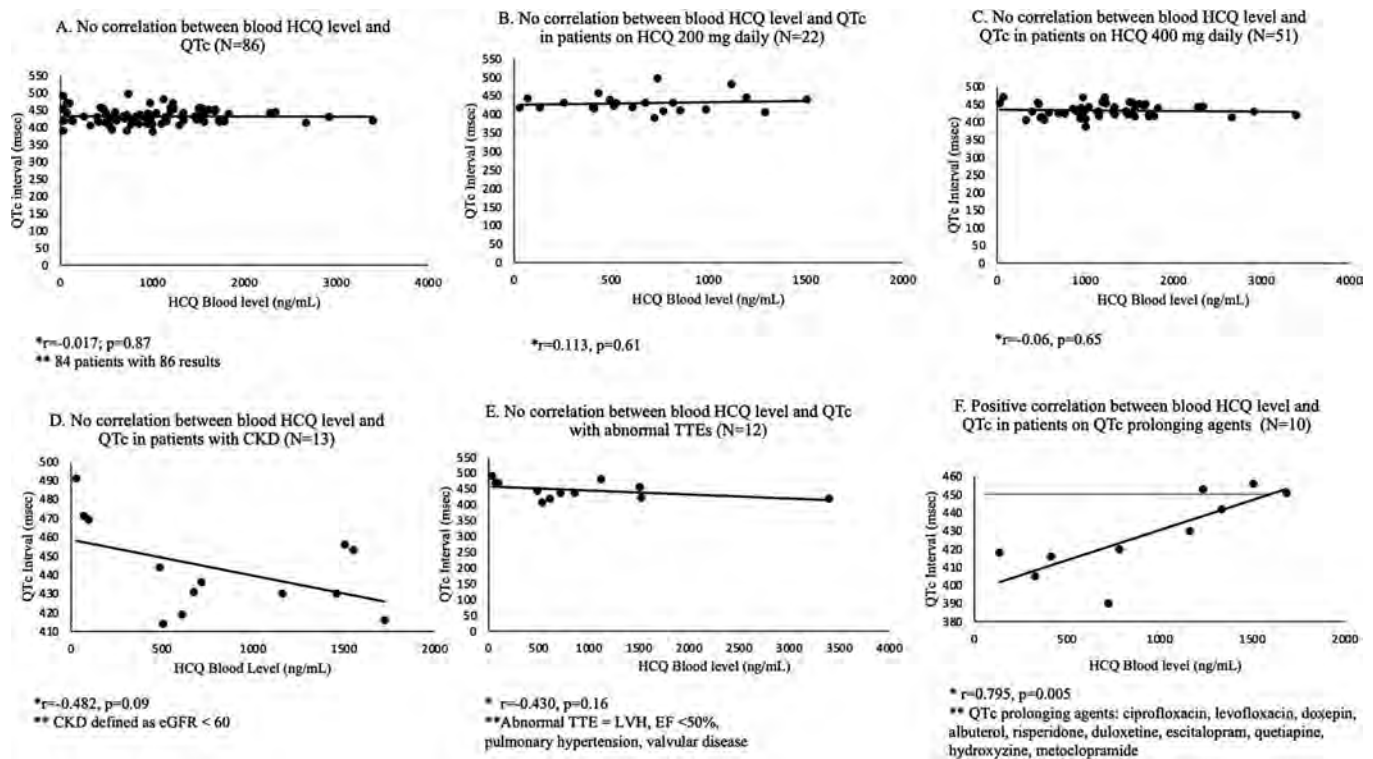 A. No correlation between blood HCQ level and
QTc (N=86)
550
500
450
400
350
300
250
200
150
100
50
0
QTc interval (msec)
0
1000
2000
3000
4000
HCQ Blood level (ng/mL)
*r=-0.017; p=0.87
** 84 patients with 86 results
B. No correlation between blood HCQ level and QTc
in patients on HCQ 200 mg daily (N=22)
550
500
450
400
350
300
250
200
150
100
50
0
QTc Interval (msec)
0
500
1000
1500
2000
HCQ Blood level (ng/mL)
*r=0.113, p=0.61
C. No correlation between blood HCQ level and
QTc in patients on HCQ 400 mg daily (N=51)
550
500
450
400
350
300
250
200
150
100
50
0
QTc Interval (msec)
0
1000
2000
3000
4000
HCQ Blood level (ng/mL)
*r=-0.06, p=0.65
D. No correlation between blood HCQ level and
QTc in patients with CKD (N=13)
500
490
480
470
460
450
440
430
420
410
QTc Interval (msec)
0
500
1000
1500
2000
HCQ Blood Level (ng/mL)
*r=-0.482, p=0.09
** CKD defined as eGFR < 60
E. No correlation between blood HCQ level and QTc
with abnormal TTEs (N=12)
550
500
450
400
350
300
250
200
150
100
50
0
QTc Interval (msec)
0
500
1000
1500
2000
2500
3000
3500
4000
HCQ Blood level (ng/mL)
* r=-0.430, p=0.16
**Abnormal TTE = LVH, EF <50%,
pulmonary hypertension, valvular disease
F. Positive correlation between blood HCQ level and
QTc in patients on QTc prolonging agents (N=10)
460
450
440
430
420
410
400
390
380
QTc Interval (msec)
0
500
1000
1500
2000
HCQ Blood level (ng/mL)
* r=0.795, p=0.005
** QTc prolonging agents: ciprofloxacin, levofloxacin, doxepin,
albuterol, risperidone, duloxetine, escitalopram, quetiapine,
hydroxyzine, metoclopramide